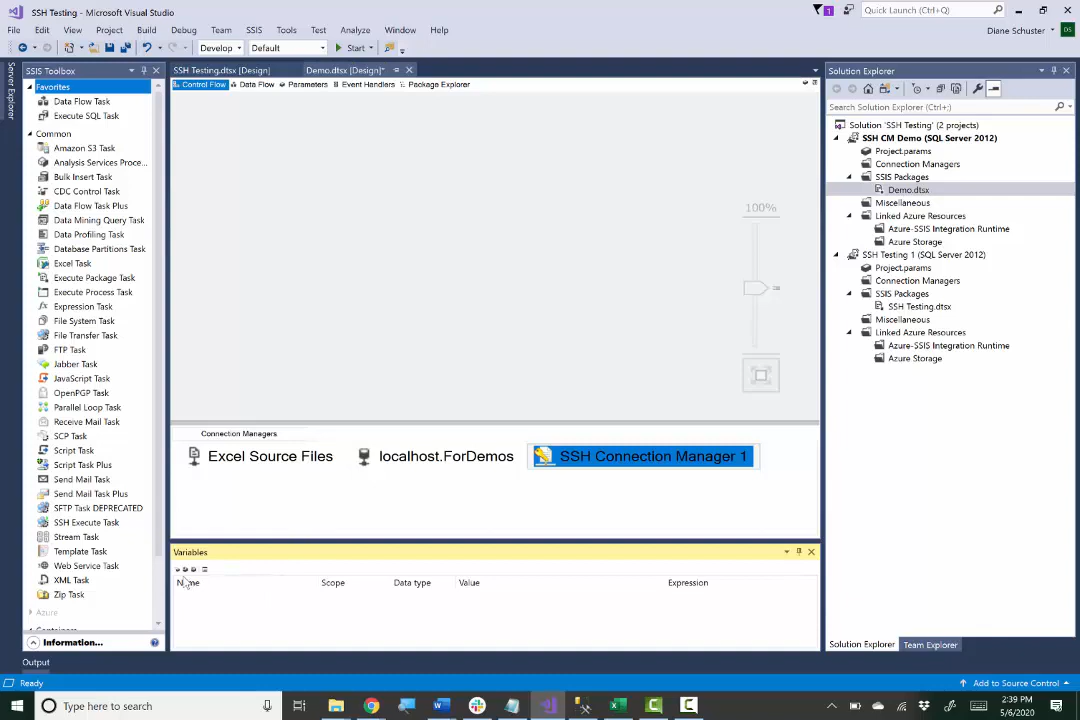 SSH Testing - Microsoft Visual Studio
1
Quick Launch (Ctrl+Q)
File Edit View Project Build Debug Team SSIS Tools Test Analyze Window Help
Diane Schuster
DS
Develop
Default
Start
Server Explorer
SSIS Toolbox
Favorites
Data Flow Task
Execute SQL Task
Common
Amazon S3 Task
Analysis Services Proce...
Bulk Insert Task
CDC Control Task
Data Flow Task Plus
Data Mining Query Task
Data Profiling Task
Database Partitions Task
Excel Task
Execute Package Task
Execute Process Task
Expression Task
File System Task
File Transfer Task
FTP Task
Jabber Task
JavaScript Task
OpenPGP Task
Parallel Loop Task
Receive Mail Task
SCP Task
Script Task
Script Task Plus
Send Mail Task
Send Mail Task Plus
SFTP Task DEPRECATED
SSH Execute Task
Stream Task
Template Task
Web Service Task
XML Task
Zip Task
Azure
Containers
Information...
SSH Testing.dtsx [Design]
Demo.dtsx [Design]*
Control Flow
Data Flow
Parameters
Event Handlers
Package Explorer
100%
Connection Managers
Excel Source Files
localhost.ForDemos
SSH Connection Manager 1
Variables
Name Scope Data type Value Expression
Solution Explorer
Search Solution Explorer (Ctrl+;)
Solution 'SSH Testing' (2 projects)
SSH CM Demo (SQL Server 2012)
Project.params
Connection Managers
SSIS Packages
Demo.dtsx
Miscellaneous
Linked Azure Resources
Azure-SSIS Integration Runtime
Azure Storage
SSH Testing 1 (SQL Server 2012)
Project.params
Connection Managers
SSIS Packages
SSH Testing.dtsx
Miscellaneous
Linked Azure Resources
Azure-SSIS Integration Runtime
Azure Storage
Solution Explorer
Team Explorer
Output
Ready
Add to Source Control
Type here to search
2:39 PM
5/6/2020